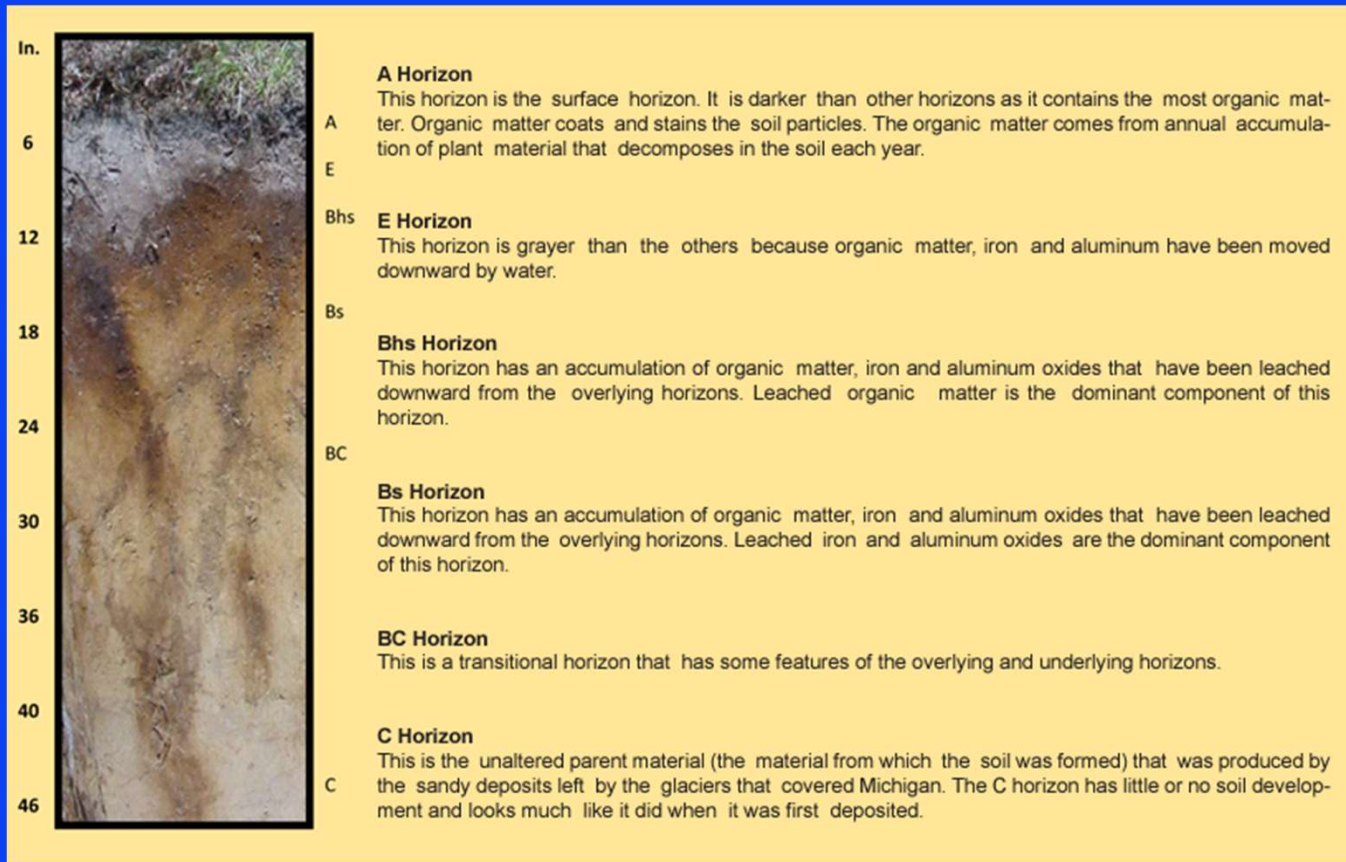 In.
6
12
18
24
30
36
40
46
A
E
Bhs
Bs
BC
C
A Horizon
This horizon is the surface horizon. It is darker than other horizons as it contains the most organic mat-
ter. Organic matter coats and stains the soil particles. The organic matter comes from annual accumula-
tion of plant material that decomposes in the soil each year.
E Horizon
This horizon is grayer than the others because organic matter, iron and aluminum have been moved
downward by water.
Bhs Horizon
This horizon has an accumulation of organic matter, iron and aluminum oxides that have been leached
downward from the overlying horizons. Leached organic matter is the dominant component of this
horizon.
Bs Horizon
This horizon has an accumulation of organic matter, iron and aluminum oxides that have been leached
downward from the overlying horizons. Leached iron and aluminum oxides are the dominant component
of this horizon.
BC Horizon
This is a transitional horizon that has some features of the overlying and underlying horizons.
C Horizon
This is the unaltered parent material (the material from which the soil was formed) that was produced by
the sandy deposits left by the glaciers that covered Michigan. The C horizon has little or no soil develop-
ment and looks much like it did when it was first deposited.